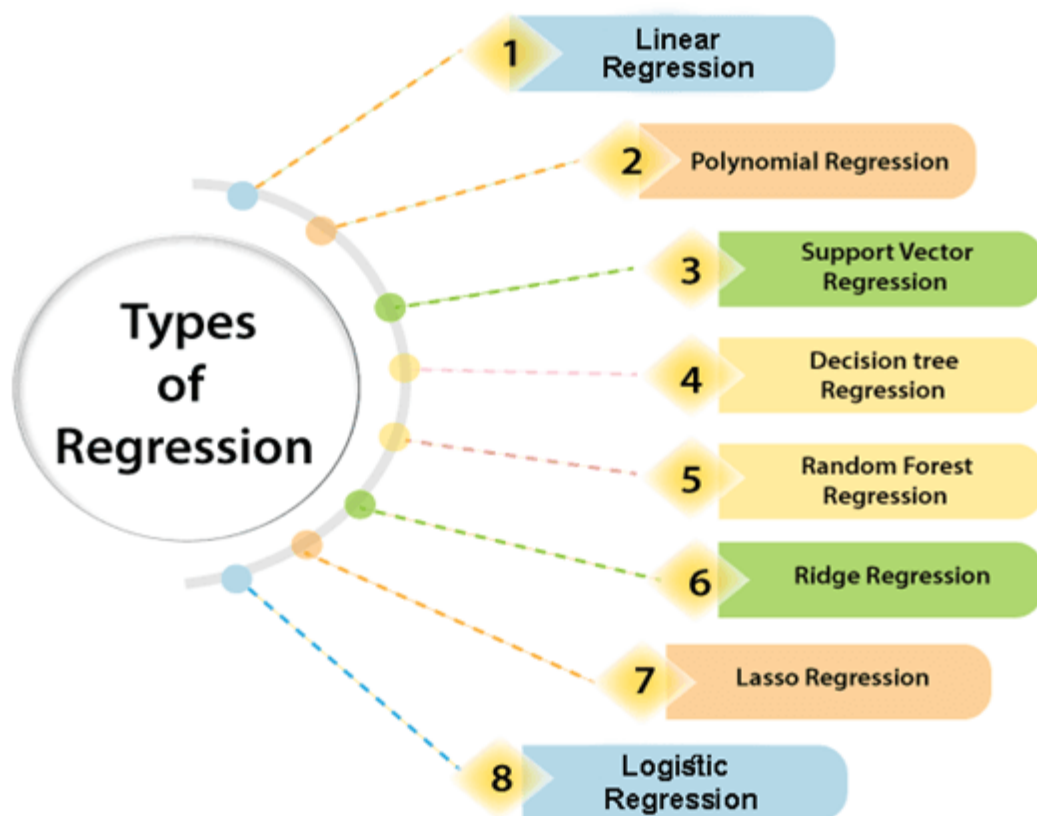 Types
of
Regression
1
Linear
Regression
2
Polynomial Regression
3
Support Vector
Regression
4
Decision tree
Regression
5
Random Forest
Regression
6
Ridge Regression
7
Lasso Regression
8
Logistic
Regression